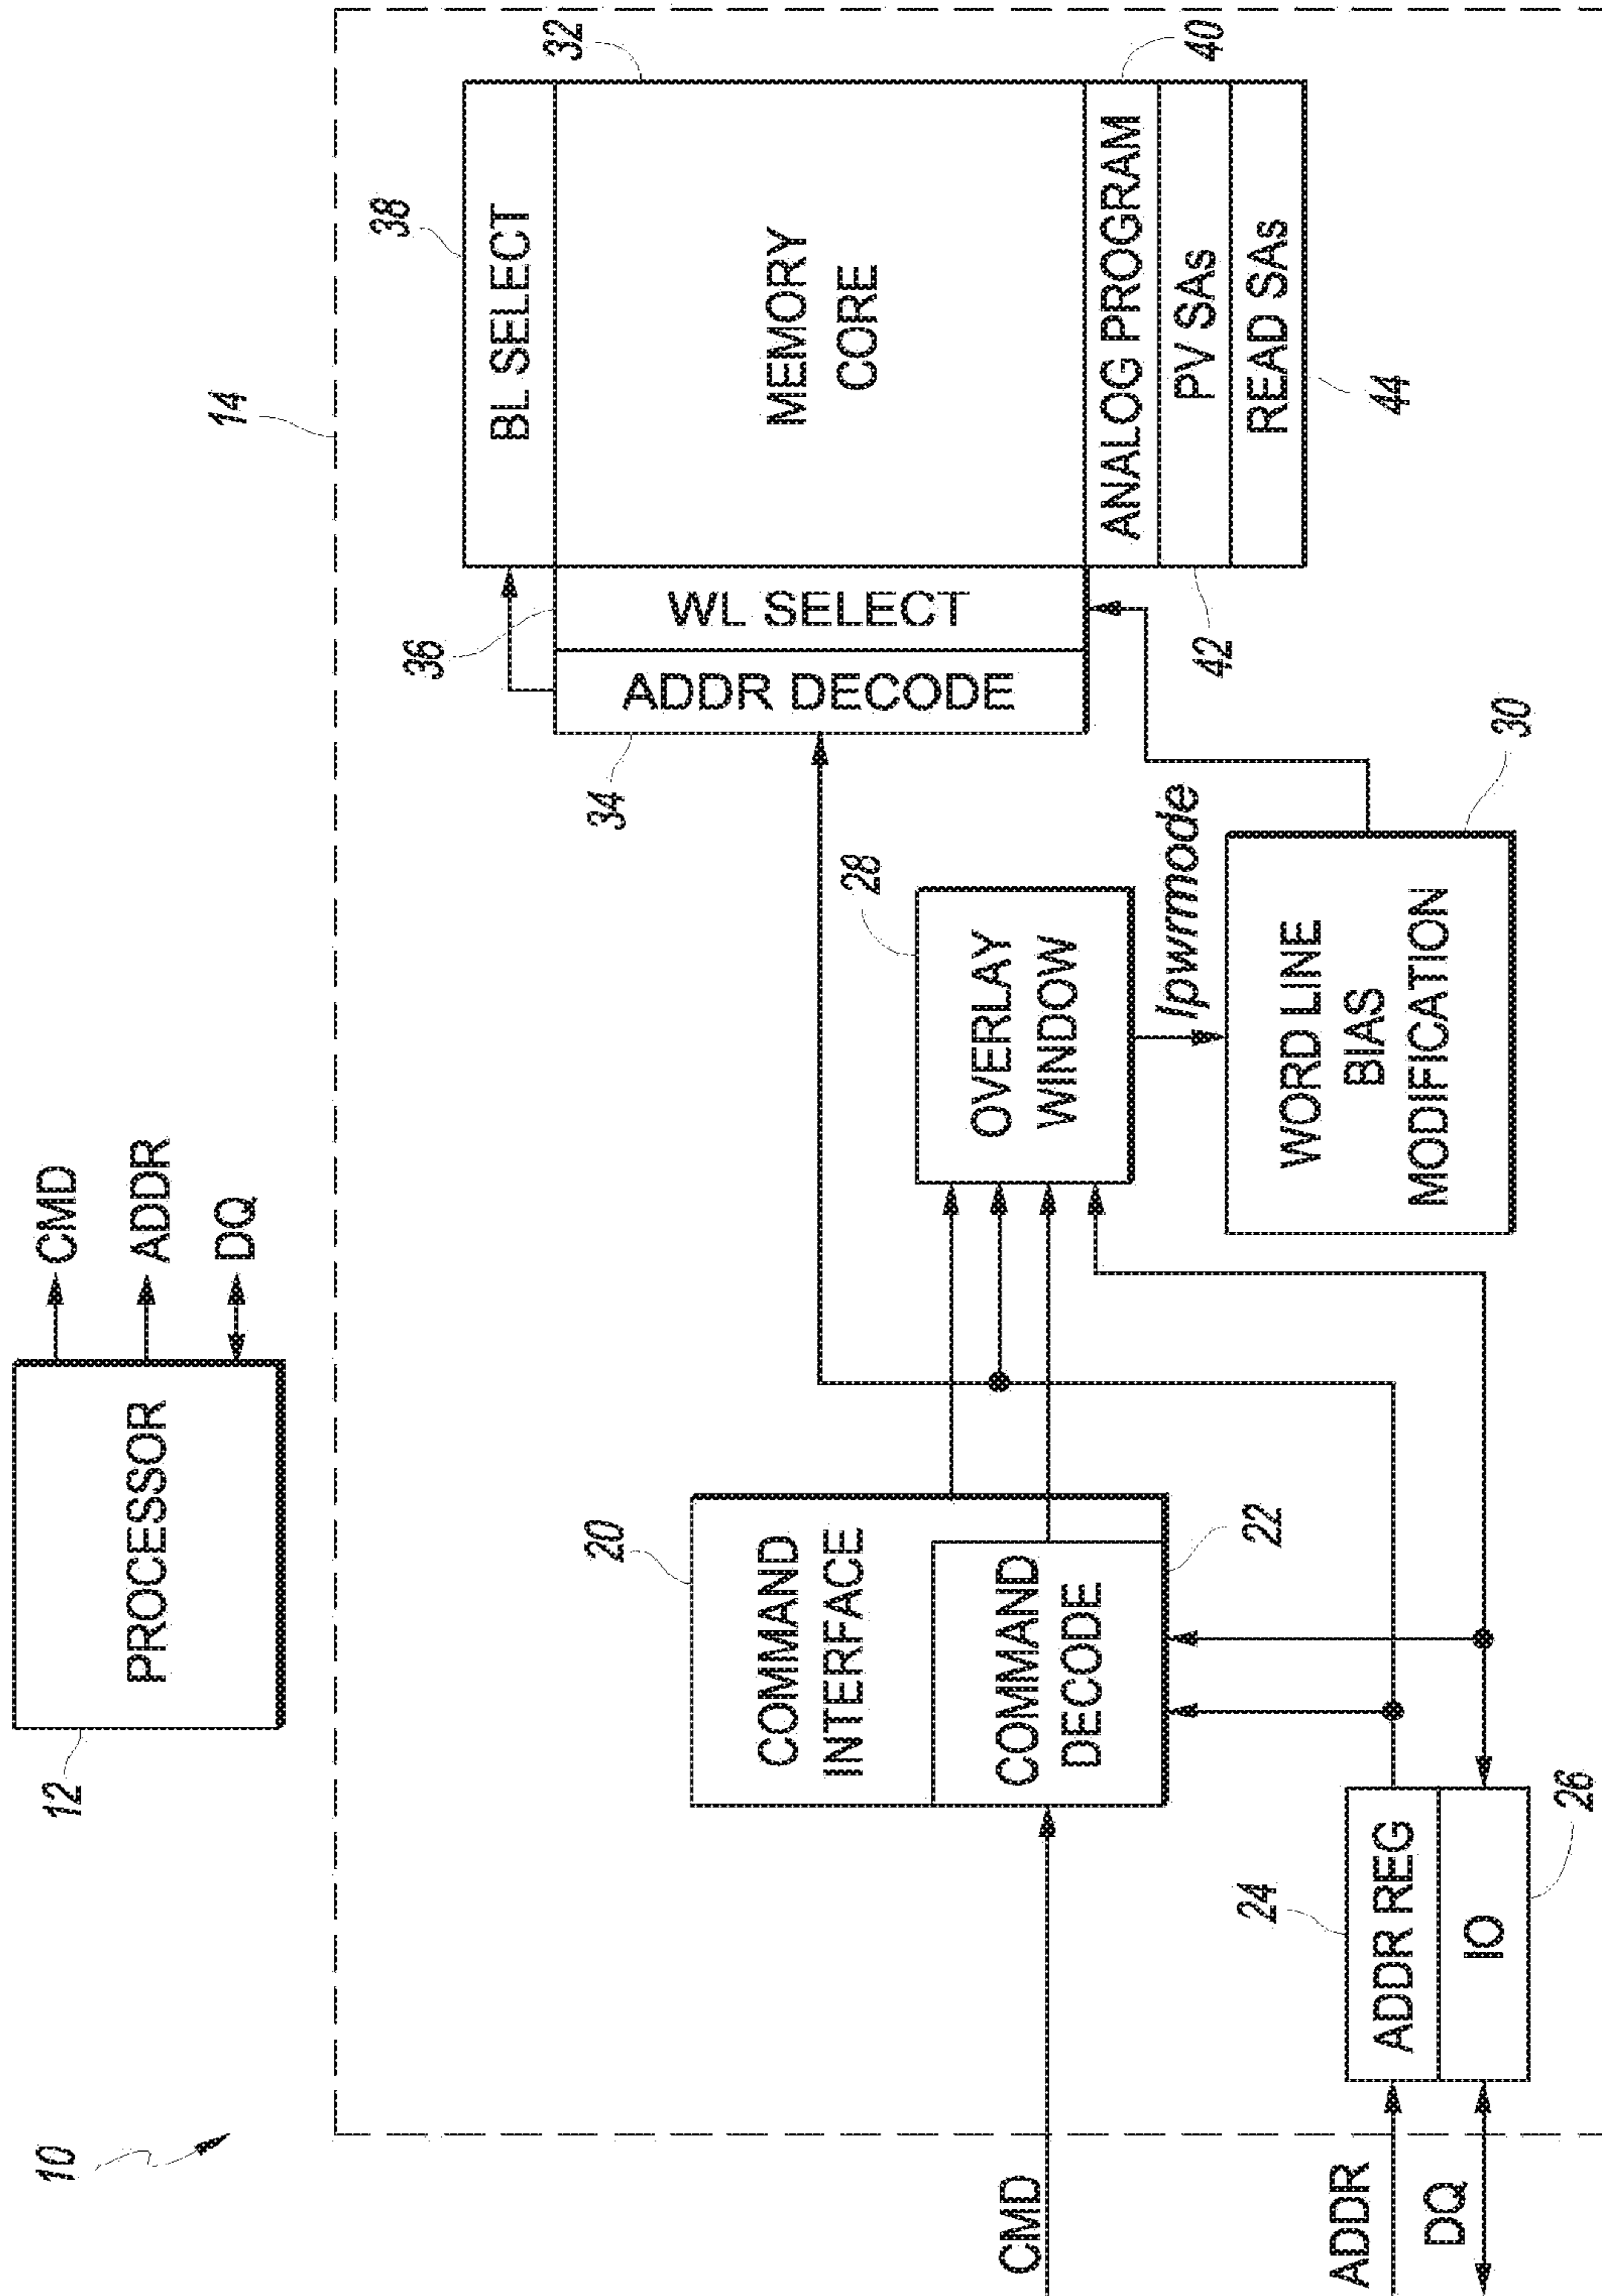 10
12
PROCESSOR
CMD
ADDR
DQ
14
CMD
ADDR
DQ
20
COMMAND
INTERFACE
COMMAND
DECODE
22
24
ADDR REG
IO
26
28
OVERLAY
WINDOW
lpwrmode
WORD LINE
BIAS
MODIFICATION
30
34
ADDR DECODE
36
WL SELECT
38
BL SELECT
32
MEMORY
CORE
40
ANALOG PROGRAM
42
PV SAs
READ SAs
44